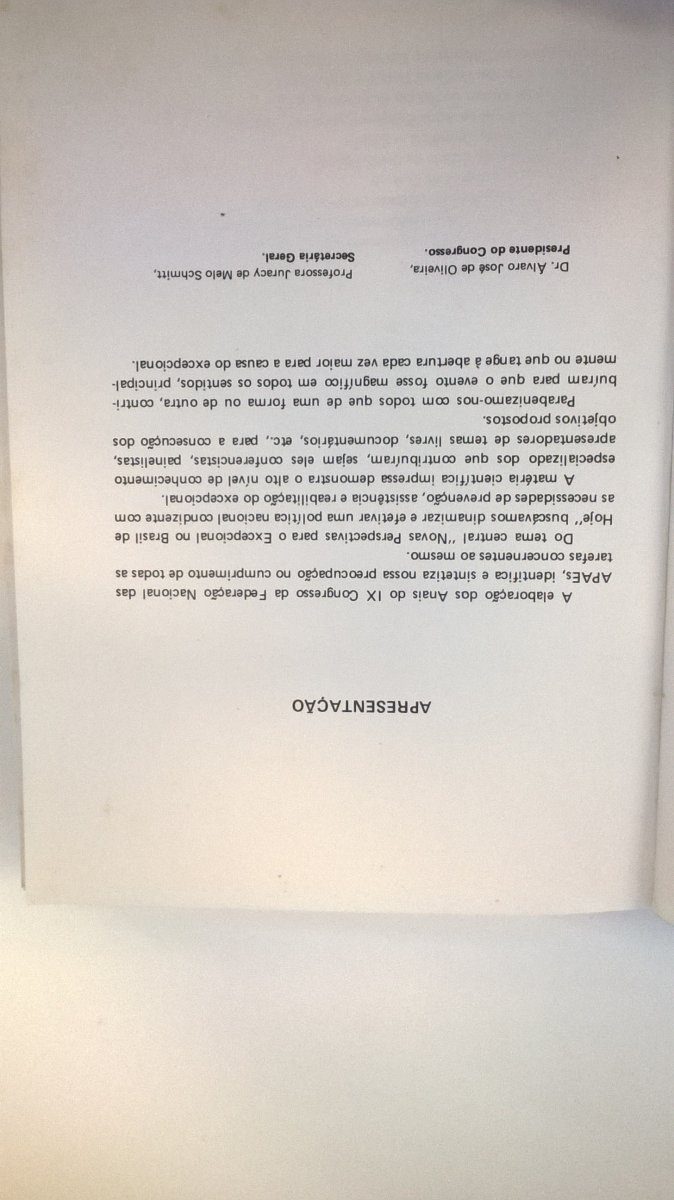 APRESENTAÇÃO
A elaboração dos Anais do IX Congresso da Federação Nacional das
APAEs, identifica e sintetiza nossa preocupação no cumprimento de todas as
tarefas concernentes ao mesmo.
Do tema central "Novas Perspectivas para o Excepcional no Brasil de
Hoje" buscávamos dinamizar e efetivar uma política nacional condizente com
as necessidades de prevenção, assistência e reabilitação do excepcional.
A matéria científica impressa demonstra o alto nível de conhecimento
especializado dos que contribuíram, sejam eles conferencistas, painelistas,
apresentadores de temas livres, documentários, etc., para a consecução dos
objetivos propostos.
Parabenizamo-nos com todos que de uma forma ou de outra, contri-
buíram para que o evento fosse magnífico em todos os sentidos, principal-
mente no que tange à abertura cada vez maior para a causa do excepcional.
Dr. Álvaro José de Oliveira,
Presidente do Congresso.
Professora Juracy de Melo Schmitt,
Secretária Geral.